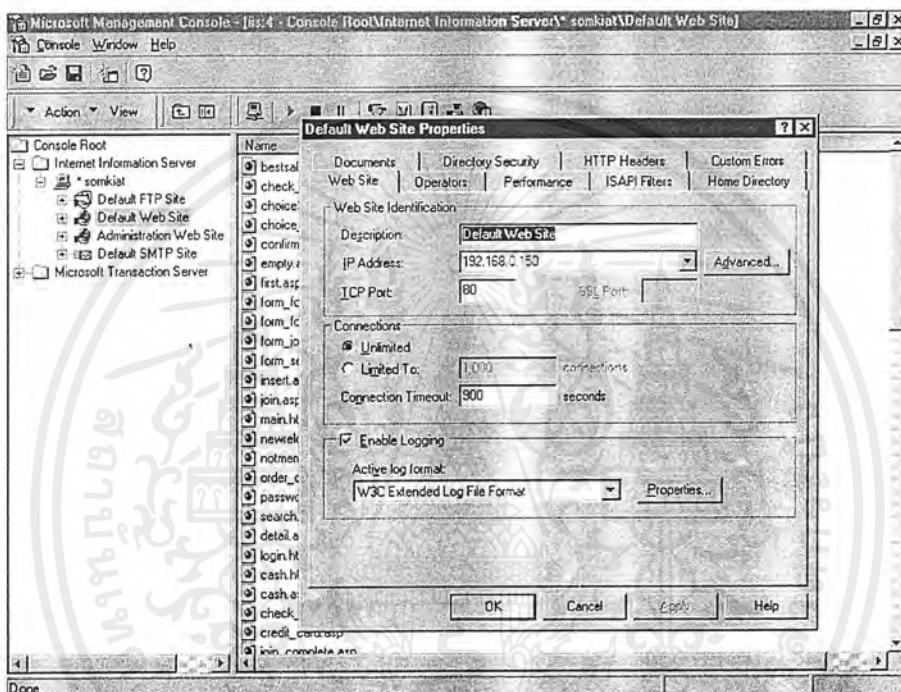 Microsoft Management Console - [iis:4 - Console Root\Internet Information Server\* somkiat\Default Web Site]
Console Window Help
Action View
Console Root
Internet Information Server
* somkiat
Default FTP Site
Default Web Site
Administration Web Site
Default SMTP Site
Microsoft Transaction Server
Name
bestsal
check_
choice
choice_
confirm
empty.a
first.asp
form_fc
form_fc
form_jo
form_se
insert.a
join.asp
main.ht
notmen
order_c
passwo
search.
detail.a
login.ht
cash.ht
cash.a
check_
credit_card.asp
join_complete.asp
Default Web Site Properties
Documents Directory Security HTTP Headers Custom Errors
Web Site Operators Performance ISAPI Filters Home Directory
Web Site Identification
Description: Default Web Site
IP Address: 192.168.0.150 Advanced...
TCP Port: 80 SSL Port:
Connections
Unlimited
Limited To: 1,000 connections
Connection Timeout: 900 seconds
Enable Logging
Active log format:
W3C Extended Log File Format Properties...
OK Cancel Apply Help
Done